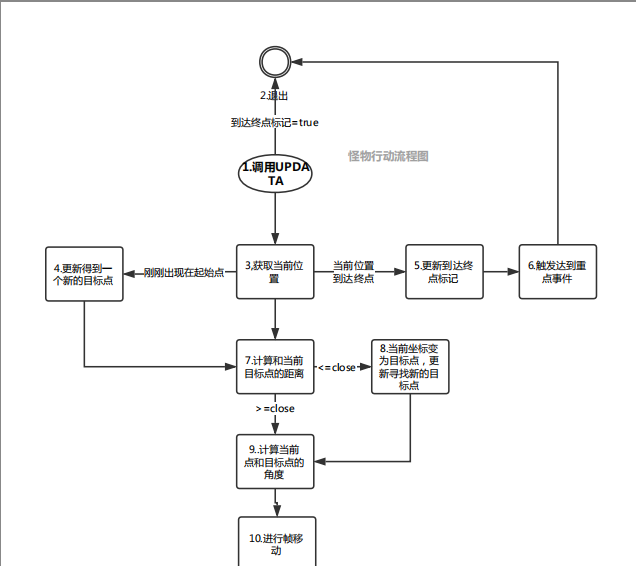 2.退出
到达终点标记=true
怪物行动流程图
1.调用UPDA
TA
4.更新得到一
个新的目标点
刚刚出现在起始点
3,获取当前位
置
当前位置
到达终点
5.更新到达终
点标记
6.触发达到重
点事件
7.计算和当前
目标点的距离
<=close
8.当前坐标变
为目标点，更
新寻找新的目
标点
>=close
9..计算当前
点和目标点的
角度
10.进行帧移
动